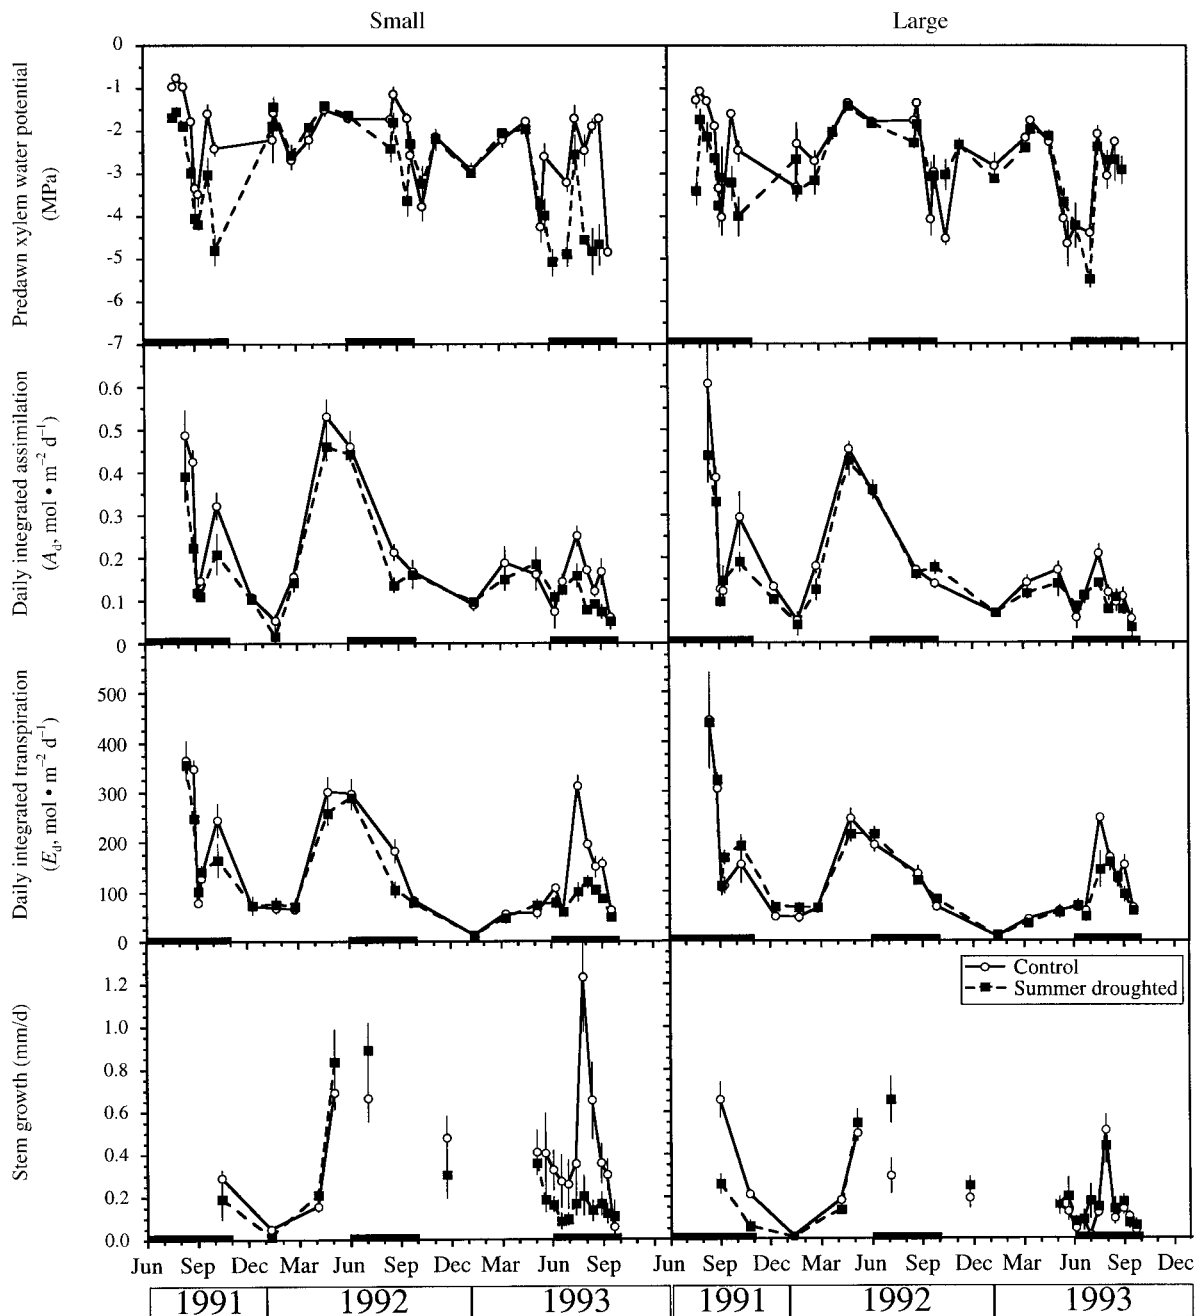 Small Large
Predawn xylem water potential
(MPa)
0
-1
-2
-3
-4
-5
-6
-7
Daily integrated assimilation
(A_d, mol • m⁻² d⁻¹)
0.6
0.5
0.4
0.3
0.2
0.1
0
Daily integrated transpiration
(E_d, mol • m⁻² d⁻¹)
500
400
300
200
100
0
Stem growth (mm/d)
1.2
1.0
0.8
0.6
0.4
0.2
0.0
Control
Summer droughted
Jun Sep Dec Mar Jun Sep Dec Mar Jun Sep Jun Sep Dec Mar Jun Sep Dec Mar Jun Sep Dec
1991 1992 1993 1991 1992 1993